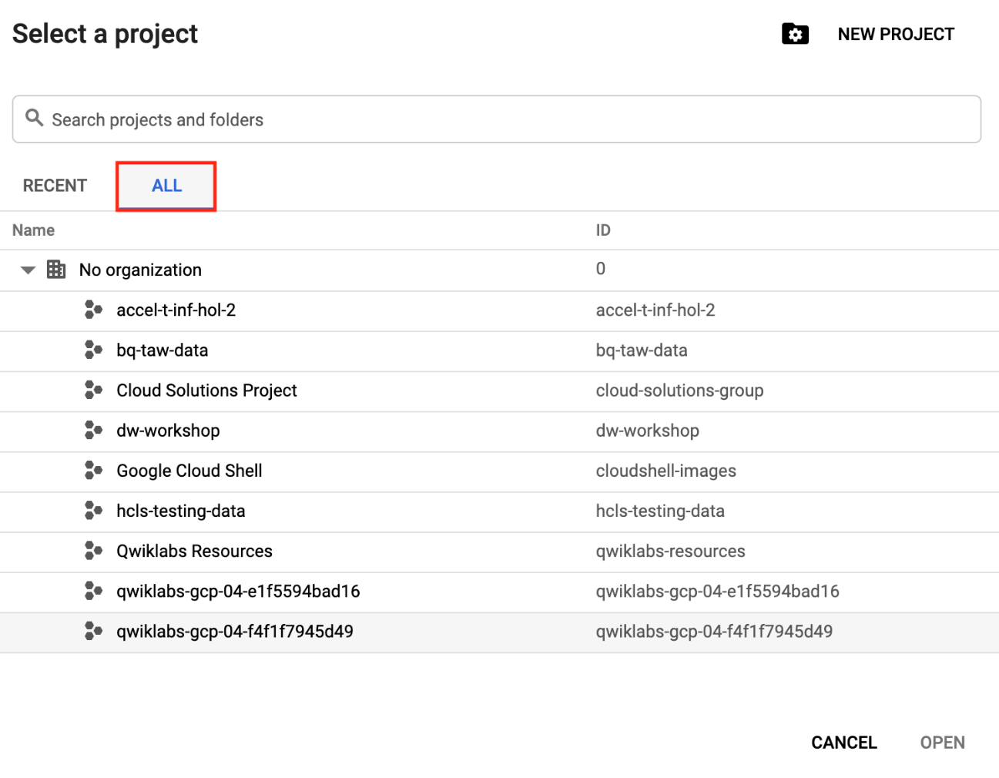 Select a project
NEW PROJECT
Search projects and folders
RECENT ALL
Name ID
No organization 0
accel-t-inf-hol-2 accel-t-inf-hol-2
bq-taw-data bq-taw-data
Cloud Solutions Project cloud-solutions-group
dw-workshop dw-workshop
Google Cloud Shell cloudshell-images
hcls-testing-data hcls-testing-data
Qwiklabs Resources qwiklabs-resources
qwiklabs-gcp-04-e1f5594bad16 qwiklabs-gcp-04-e1f5594bad16
qwiklabs-gcp-04-f4f1f7945d49 qwiklabs-gcp-04-f4f1f7945d49
CANCEL OPEN